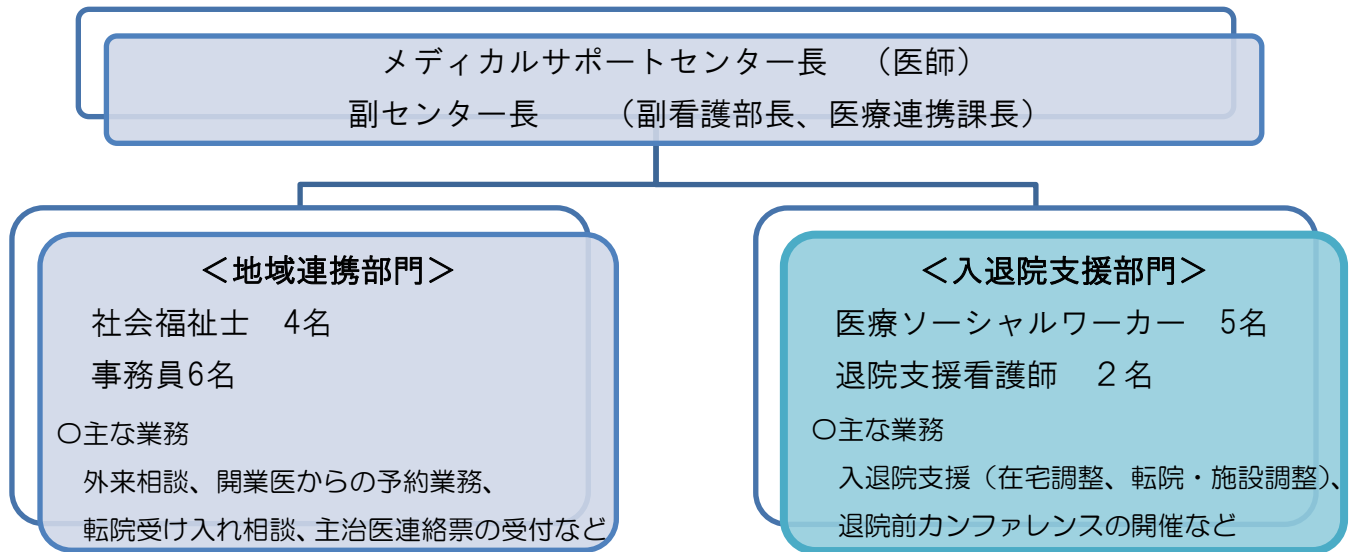 メディカルサポートセンター長　（医師）
副センター長　　（副看護部長、医療連携課長）
＜地域連携部門＞
社会福祉士　4名
事務員6名
〇主な業務
外来相談、開業医からの予約業務、
転院受け入れ相談、主治医連絡票の受付など
＜入退院支援部門＞
医療ソーシャルワーカー　5名
退院支援看護師　２名
〇主な業務
入退院支援（在宅調整、転院・施設調整）、
退院前カンファレンスの開催など